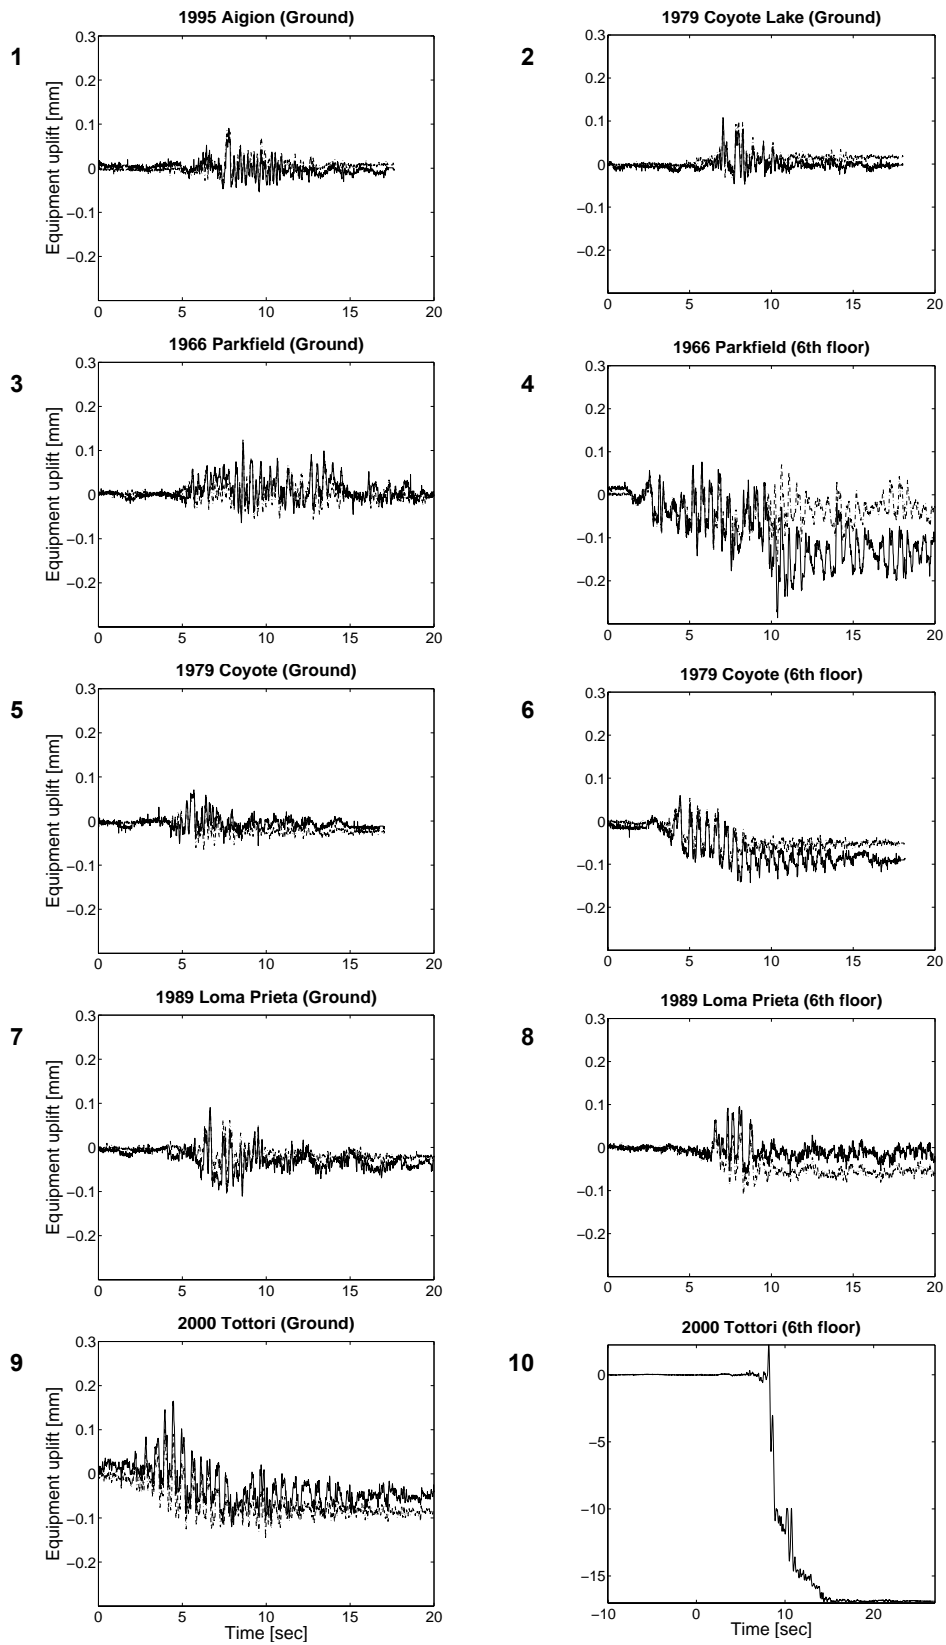 1995 Aigion (Ground)
1
Equipment uplift [mm]
0.3
0.2
0.1
0
−0.1
−0.2
0 5 10 15 20
1979 Coyote Lake (Ground)
2
0.3
0.2
0.1
0
−0.1
−0.2
0 5 10 15 20
1966 Parkfield (Ground)
3
Equipment uplift [mm]
0.3
0.2
0.1
0
−0.1
−0.2
0 5 10 15 20
1966 Parkfield (6th floor)
4
0.3
0.2
0.1
0
−0.1
−0.2
0 5 10 15 20
1979 Coyote (Ground)
5
Equipment uplift [mm]
0.3
0.2
0.1
0
−0.1
−0.2
0 5 10 15 20
1979 Coyote (6th floor)
6
0.3
0.2
0.1
0
−0.1
−0.2
0 5 10 15 20
1989 Loma Prieta (Ground)
7
Equipment uplift [mm]
0.3
0.2
0.1
0
−0.1
−0.2
0 5 10 15 20
1989 Loma Prieta (6th floor)
8
0.3
0.2
0.1
0
−0.1
−0.2
0 5 10 15 20
2000 Tottori (Ground)
9
Equipment uplift [mm]
0.3
0.2
0.1
0
−0.1
−0.2
0 5 10 15 20
Time [sec]
2000 Tottori (6th floor)
10
0
−5
−10
−15
−10 0 10 20
Time [sec]